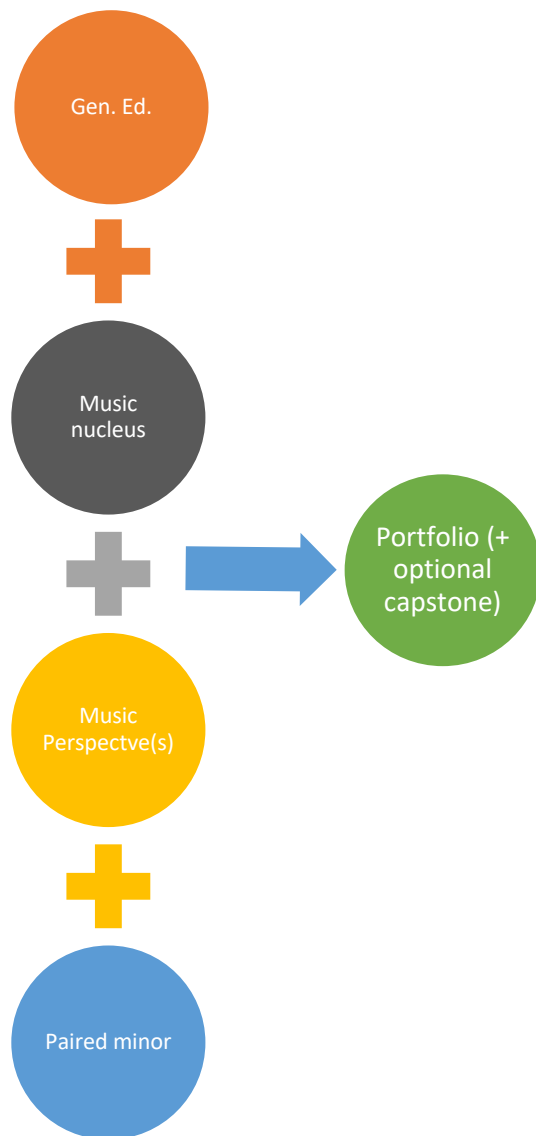 Gen. Ed.
Music
nucleus
Portfolio (+
optional
capstone)
Music
Perspectve(s)
Paired minor